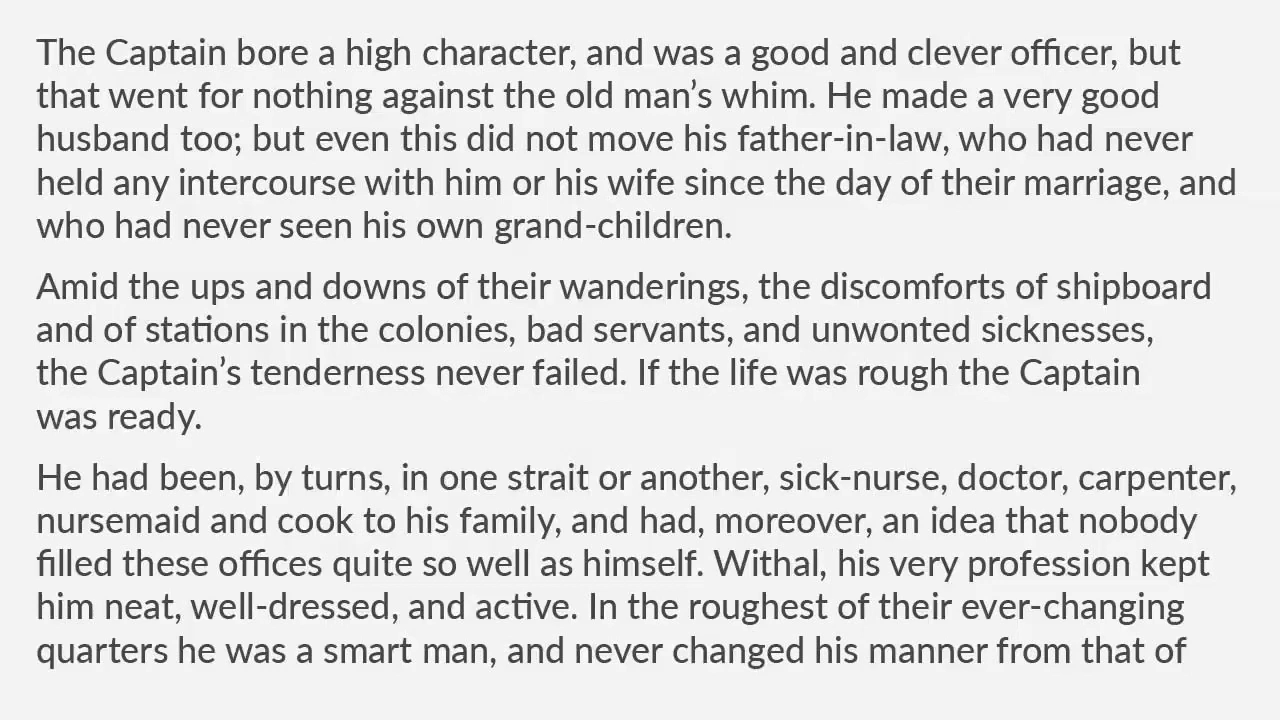 The Captain bore a high character, and was a good and clever officer, but
that went for nothing against the old man’s whim. He made a very good
husband too; but even this did not move his father-in-law, who had never
held any intercourse with him or his wife since the day of their marriage, and
who had never seen his own grand-children.
Amid the ups and downs of their wanderings, the discomforts of shipboard
and of stations in the colonies, bad servants, and unwonted sicknesses,
the Captain’s tenderness never failed. If the life was rough the Captain
was ready.
He had been, by turns, in one strait or another, sick-nurse, doctor, carpenter,
nursemaid and cook to his family, and had, moreover, an idea that nobody
filled these offices quite so well as himself. Withal, his very profession kept
him neat, well-dressed, and active. In the roughest of their ever-changing
quarters he was a smart man, and never changed his manner from that of